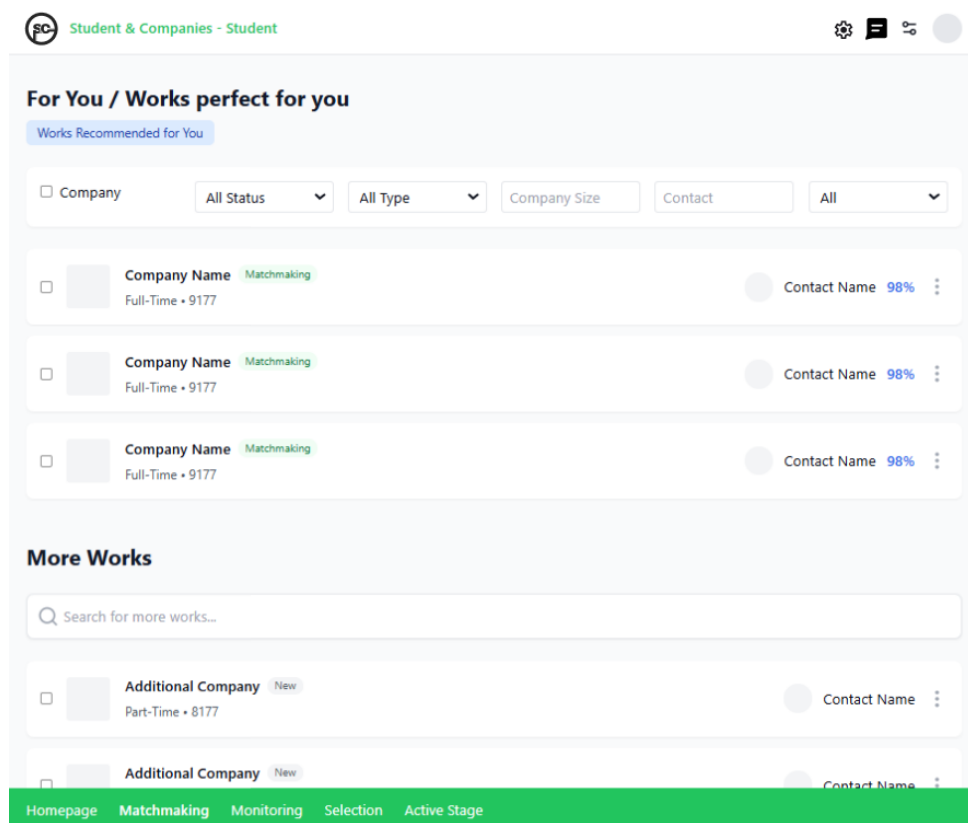 SC
Student & Companies - Student
For You / Works perfect for you
Works Recommended for You
Company All Status All Type Company Size Contact All
Company Name Matchmaking
Full-Time • 9177
Contact Name 98%
Company Name Matchmaking
Full-Time • 9177
Contact Name 98%
Company Name Matchmaking
Full-Time • 9177
Contact Name 98%
More Works
Search for more works...
Additional Company New
Part-Time • 8177
Contact Name
Additional Company New
Contact Name
Homepage Matchmaking Monitoring Selection Active Stage